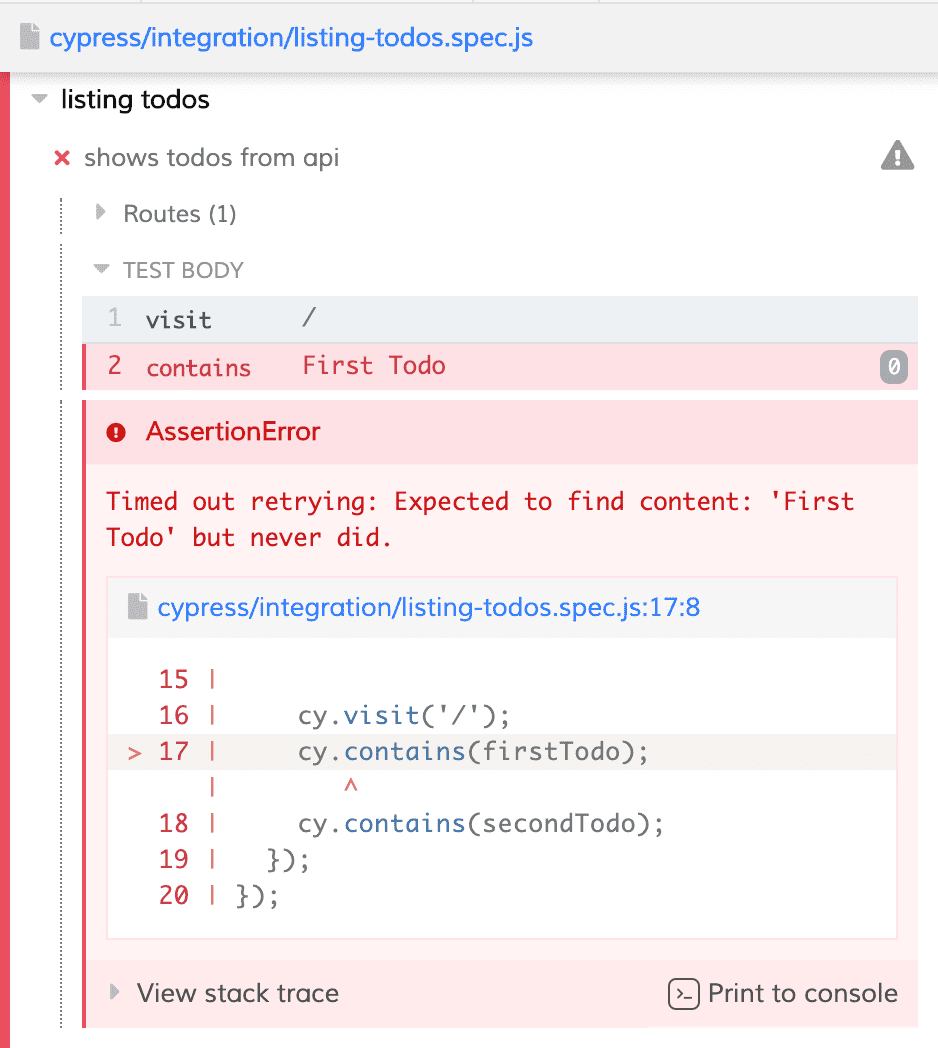 cypress/integration/listing-todos.spec.js
listing todos
shows todos from api
Routes (1)
TEST BODY
1 visit /
2 contains First Todo 0
AssertionError
Timed out retrying: Expected to find content: 'First
Todo' but never did.
cypress/integration/listing-todos.spec.js:17:8
15 |
16 | cy.visit('/');
> 17 | cy.contains(firstTodo);
| ^
18 | cy.contains(secondTodo);
19 | });
20 | });
View stack trace Print to console